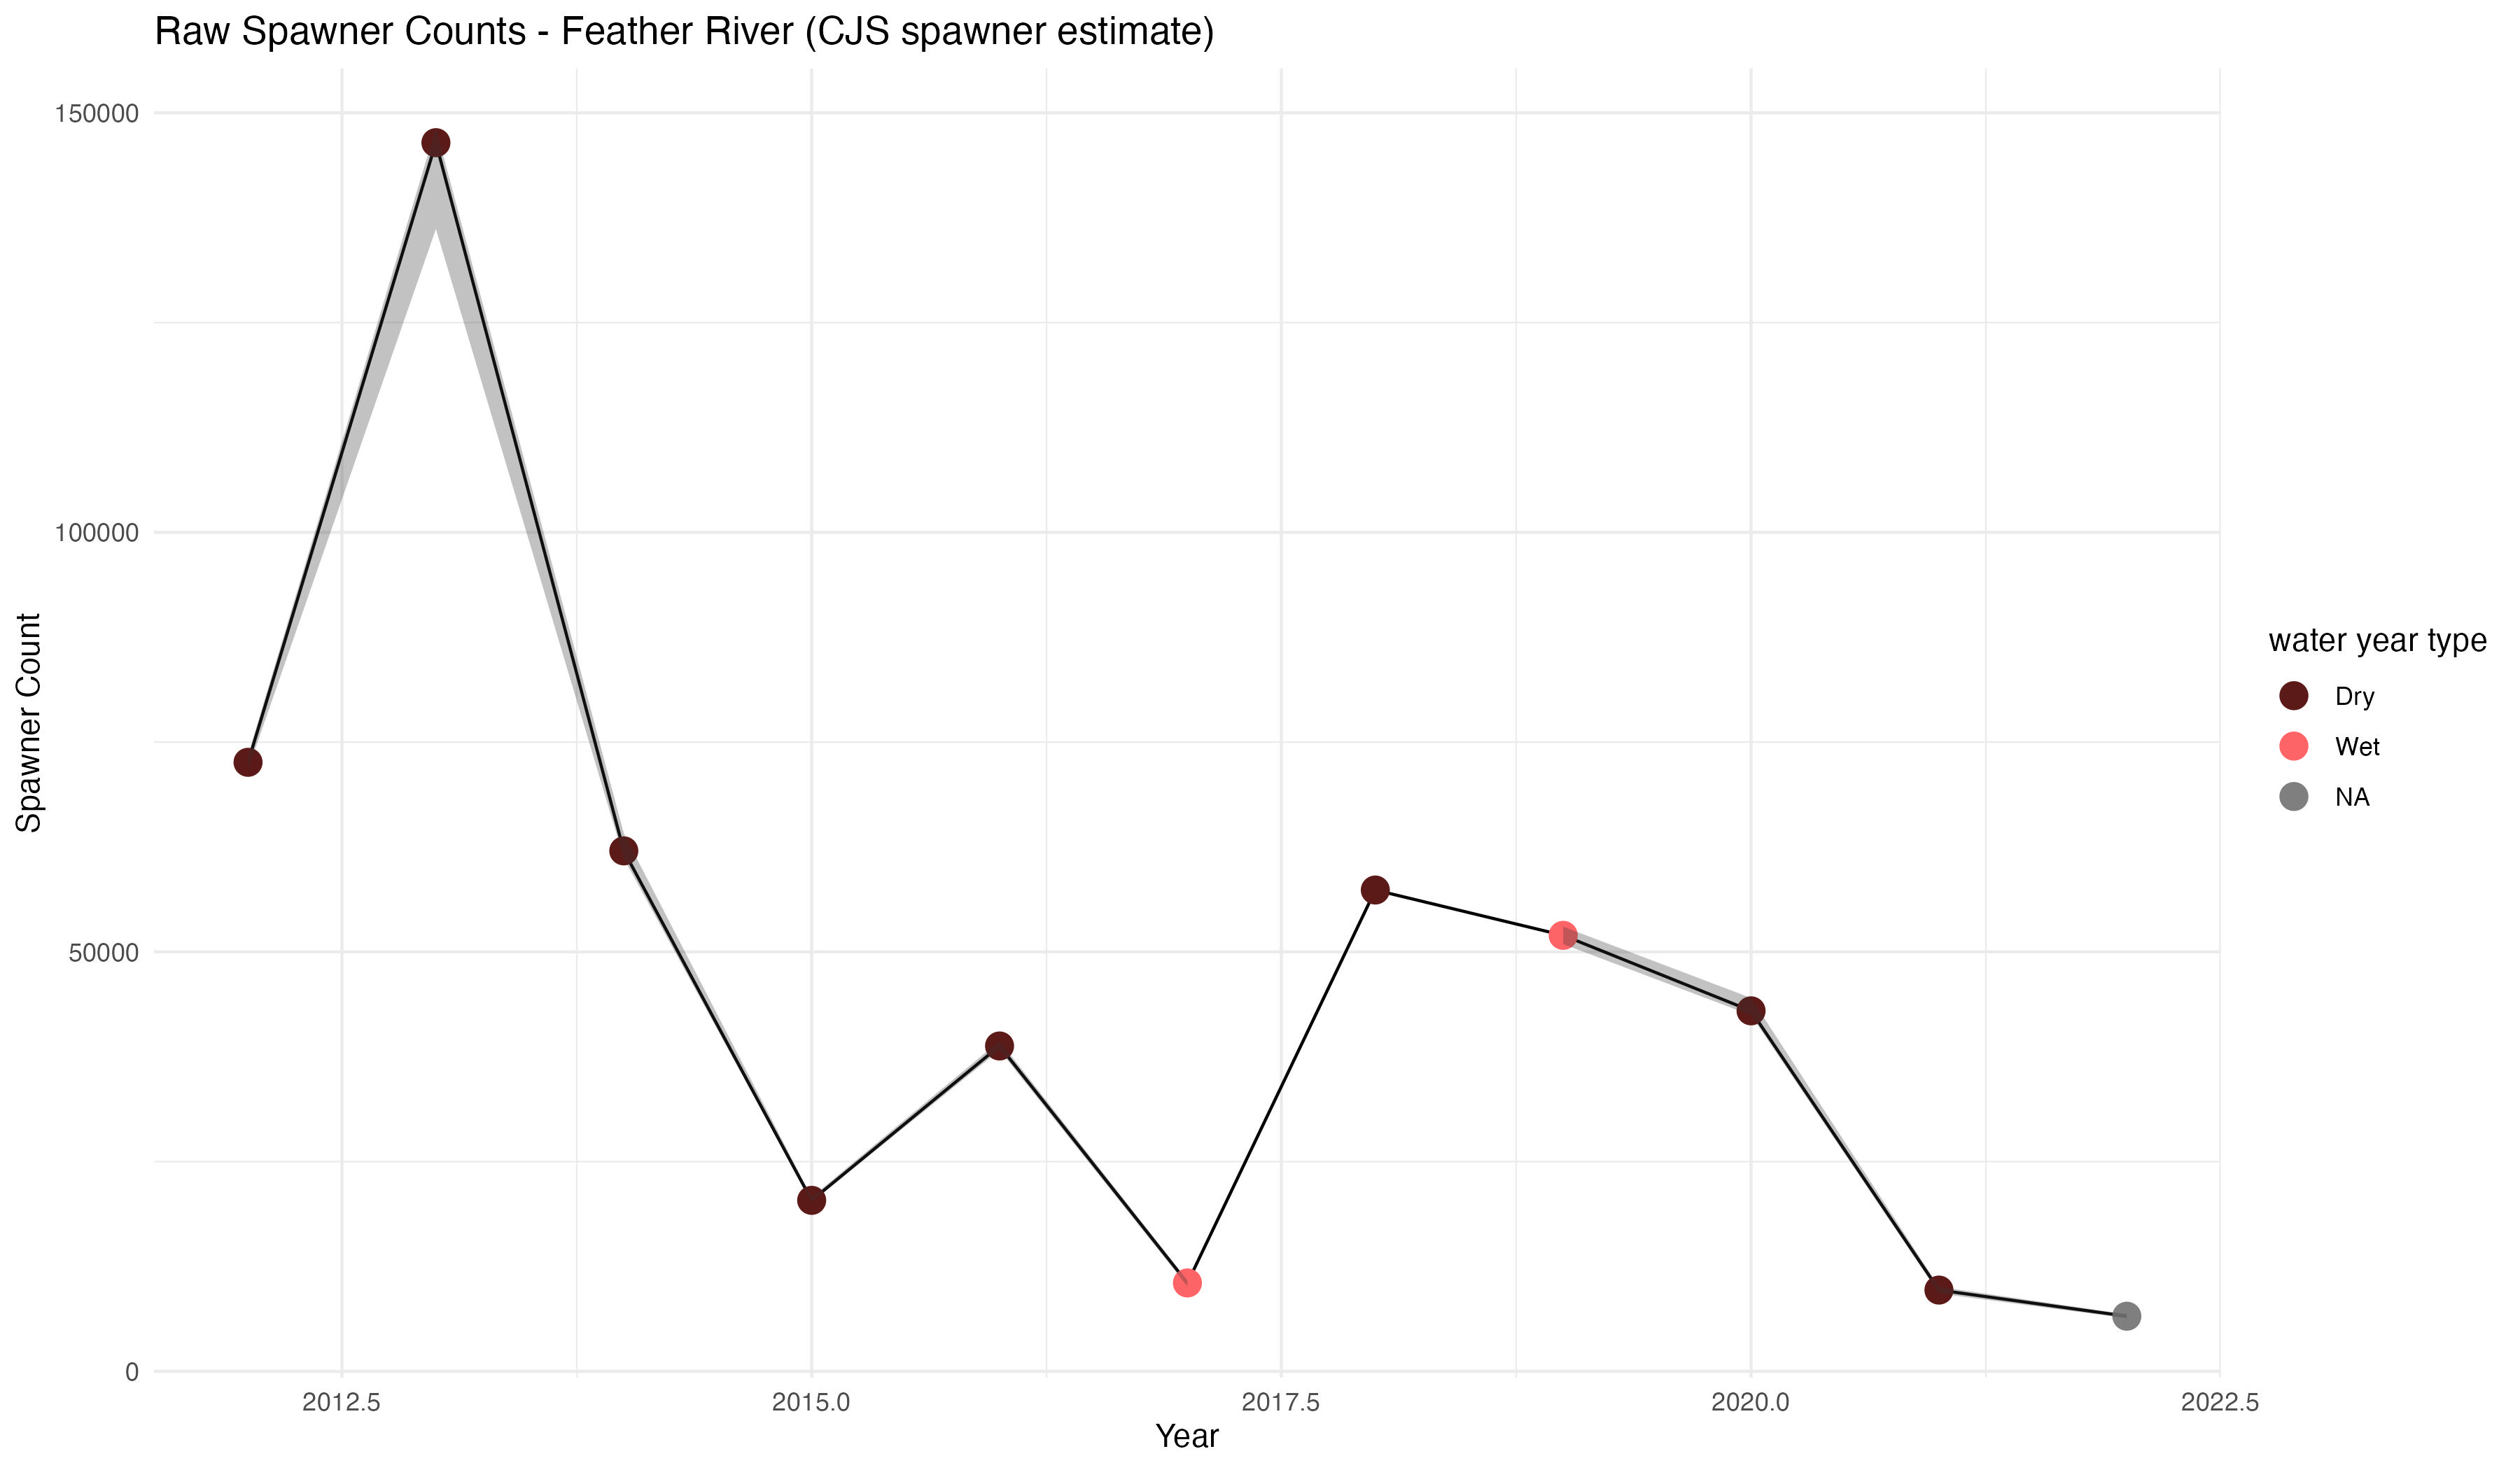 Raw Spawner Counts - Feather River (CJS spawner estimate)
150000
100000
50000
0
Spawner Count
2012.5
2015.0
2017.5
2020.0
2022.5
Year
water year type
Dry
Wet
NA